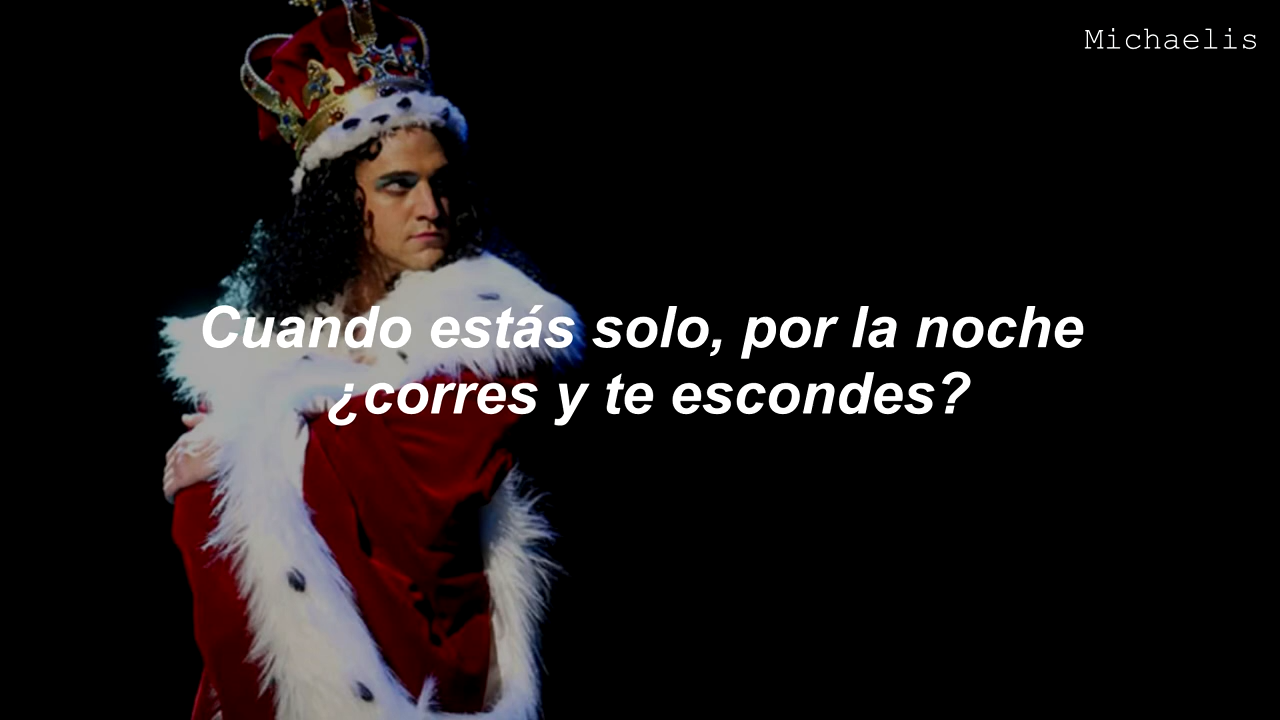 Michaelis
Cuando estás solo, por la noche
¿corres y te escondes?